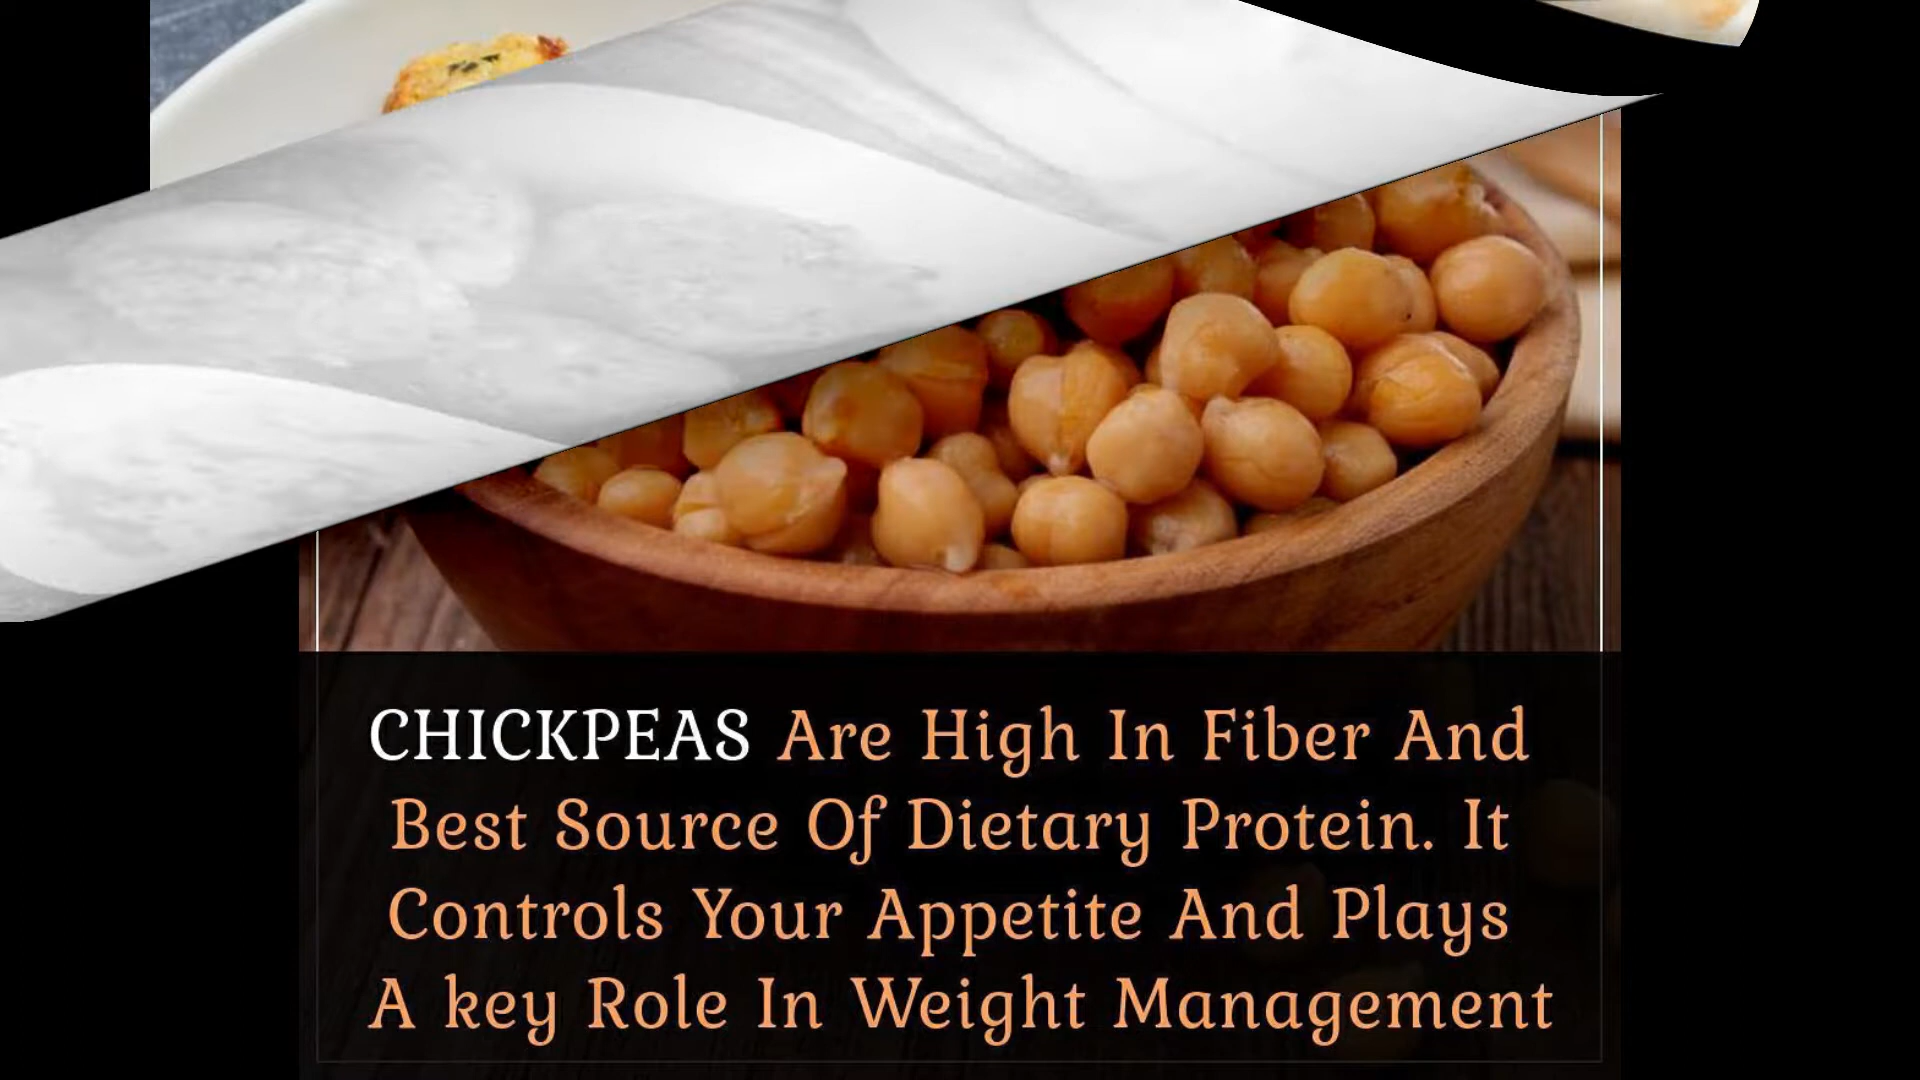 CHICKPEAS Are High In Fiber And
Best Source Of Dietary Protein. It
Controls Your Appetite And Plays
A key Role In Weight Management